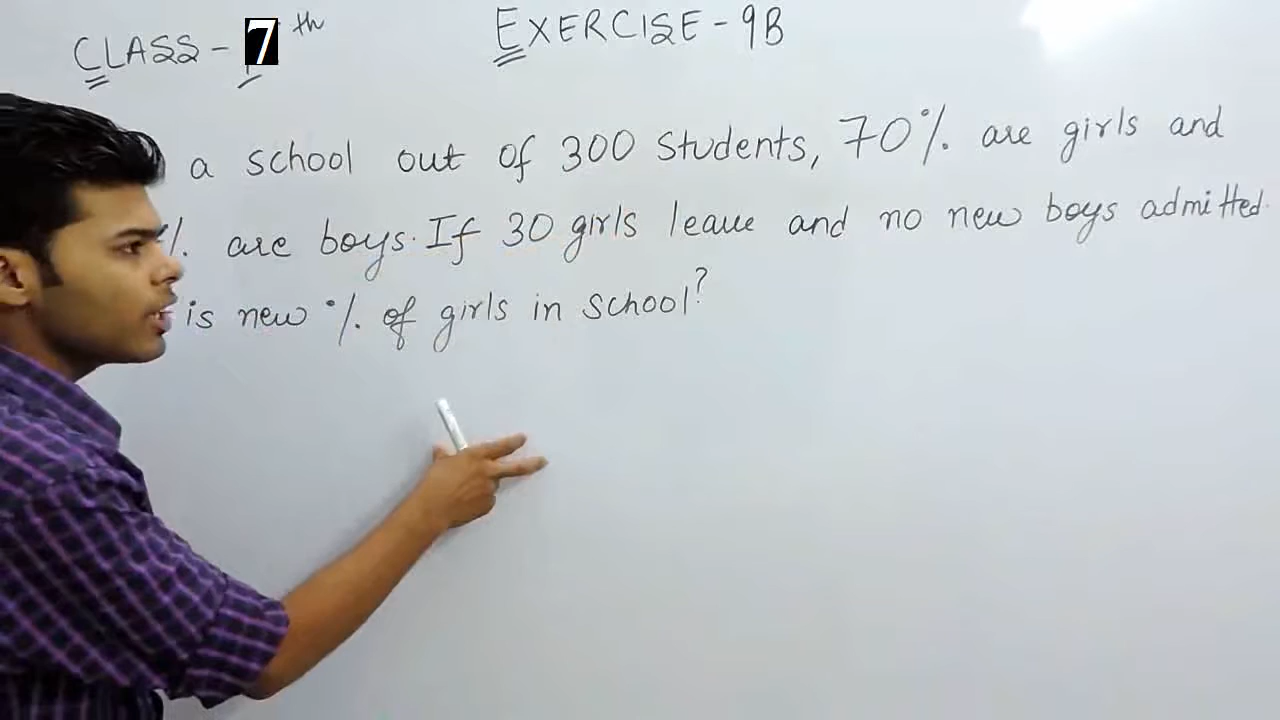 CLASS - 7th EXERCISE - 9B
a school out of 300 students, 70% are girls and
%. are boys. If 30 girls leave and no new boys admitted.
is new % of girls in school?